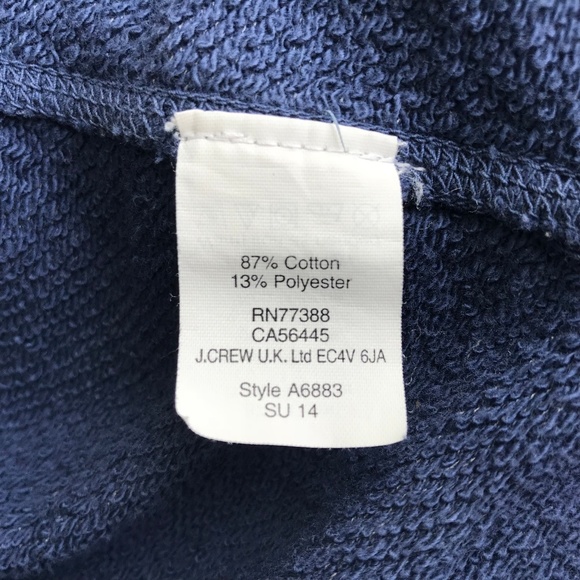 87% Cotton
13% Polyester
RN77388
CA56445
J.CREW U.K. Ltd EC4V 6JA
Style A6883
SU 14